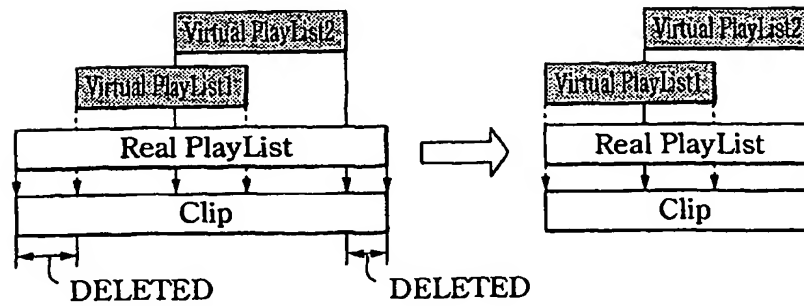 Virtual PlayList2
Virtual PlayList1
Real PlayList
Clip
DELETED
DELETED
Virtual PlayList2
Virtual PlayList1
Real PlayList
Clip